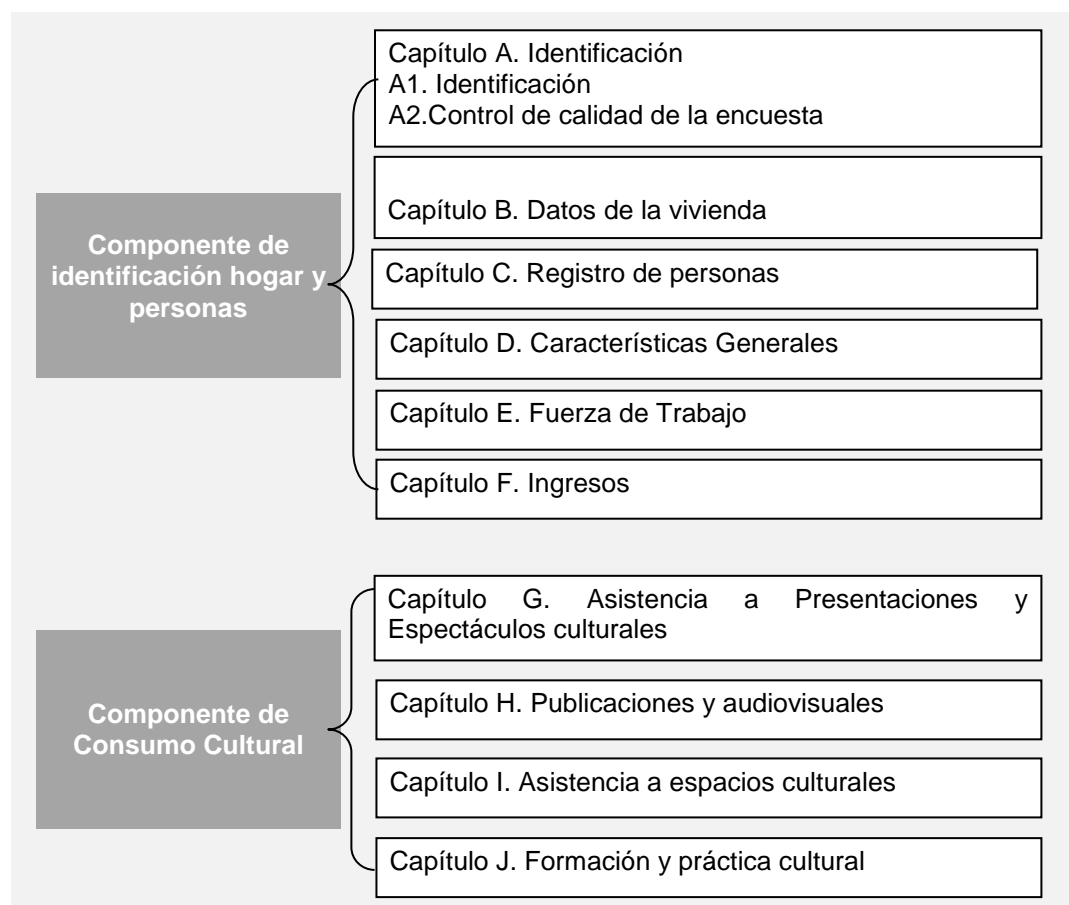 Capítulo A. Identificación
A1. Identificación
A2.Control de calidad de la encuesta
Capítulo B. Datos de la vivienda
Componente de
identificación hogar y
personas
Capítulo C. Registro de personas
Capítulo D. Características Generales
Capítulo E. Fuerza de Trabajo
Capítulo F. Ingresos
Capítulo G. Asistencia a Presentaciones y
Espectáculos culturales
Componente de
Consumo Cultural
Capítulo H. Publicaciones y audiovisuales
Capítulo I. Asistencia a espacios culturales
Capítulo J. Formación y práctica cultural